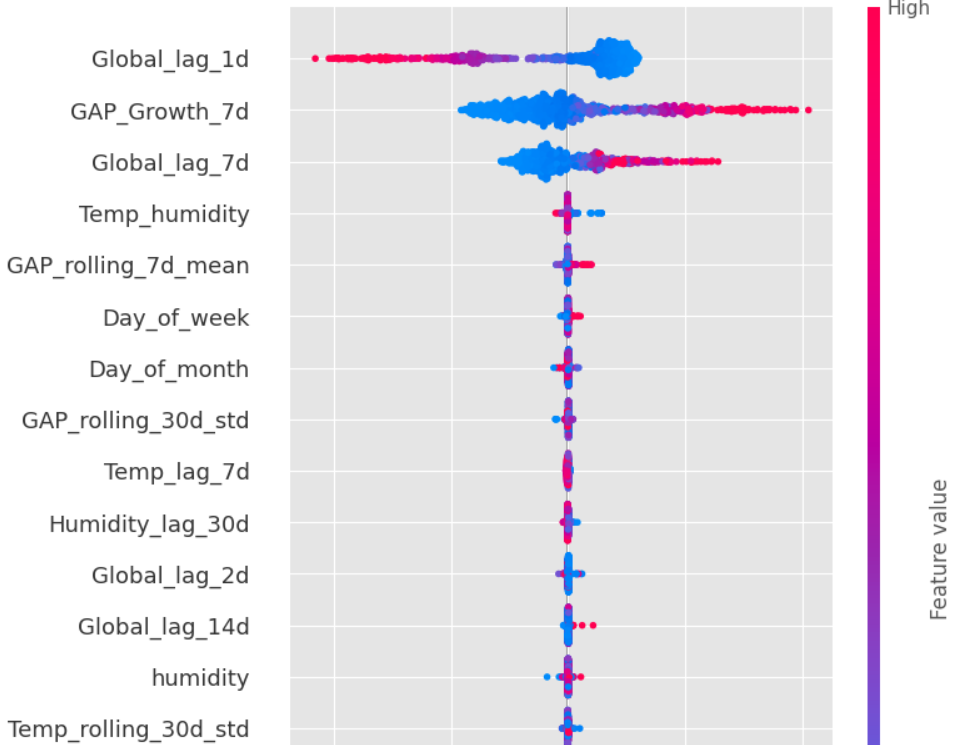 High
Global_lag_1d
GAP_Growth_7d
Global_lag_7d
Temp_humidity
GAP_rolling_7d_mean
Day_of_week
Day_of_month
GAP_rolling_30d_std
Temp_lag_7d
Humidity_lag_30d
Global_lag_2d
Global_lag_14d
humidity
Temp_rolling_30d_std
Feature value